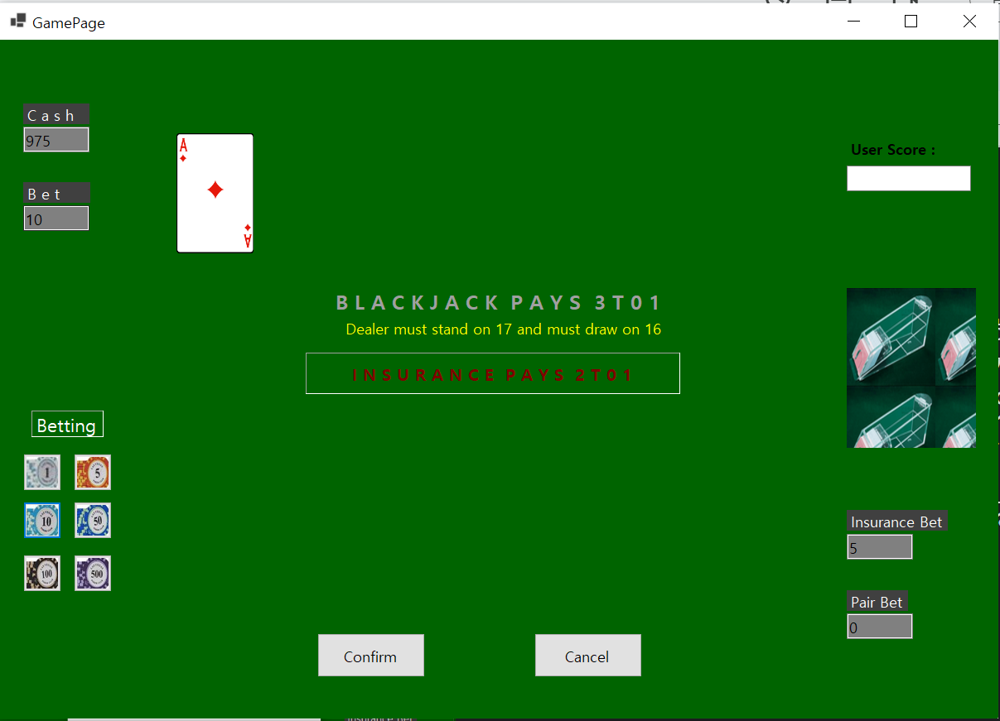 GamePage
Cash
975
Bet
10
A
A
User Score :
BLACKJACK PAYS 3T01
Dealer must stand on 17 and must draw on 16
INSURANCE PAYS 2T01
Betting
1
5
10
50
100
500
Insurance Bet
5
Pair Bet
0
Confirm
Cancel